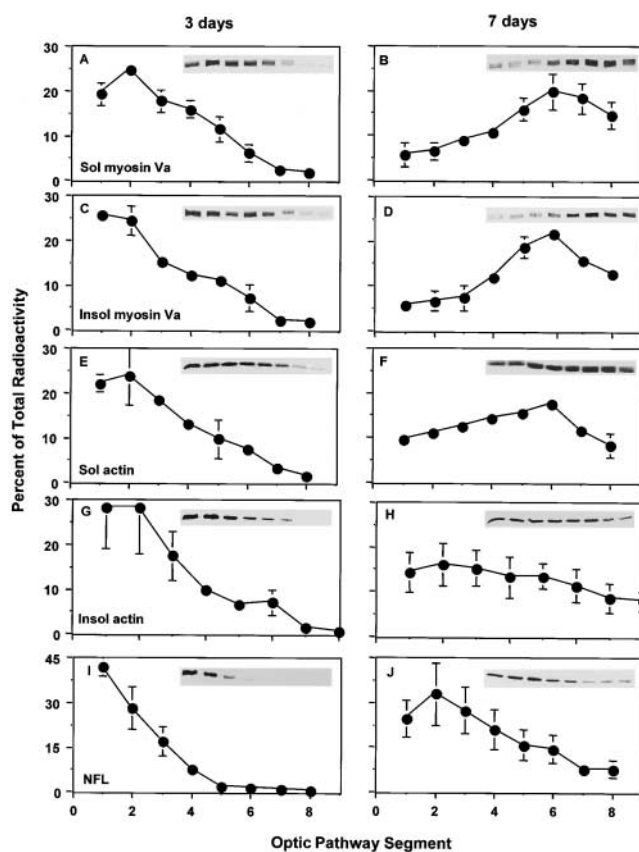 3 days
7 days
30
20
10
0
A
Sol myosin Va
B
30
20
10
0
C
Insol myosin Va
D
30
20
10
0
E
Sol actin
F
30
20
10
0
G
Insol actin
H
45
30
15
0
I
NFL
J
0 2 4 6 8
0 2 4 6 8
Percent of Total Radioactivity
Optic Pathway Segment